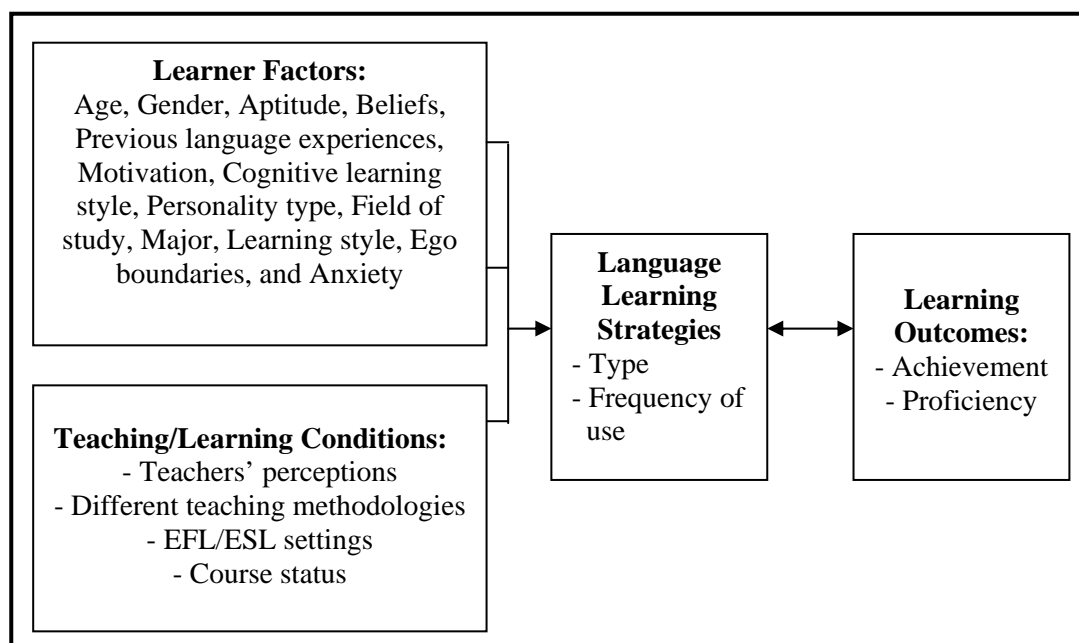 Learner Factors:
Age, Gender, Aptitude, Beliefs,
Previous language experiences,
Motivation, Cognitive learning
style, Personality type, Field of
study, Major, Learning style, Ego
boundaries, and Anxiety
Teaching/Learning Conditions:
- Teachers’ perceptions
- Different teaching methodologies
- EFL/ESL settings
- Course status
Language
Learning
Strategies
- Type
- Frequency of
use
Learning
Outcomes:
- Achievement
- Proficiency